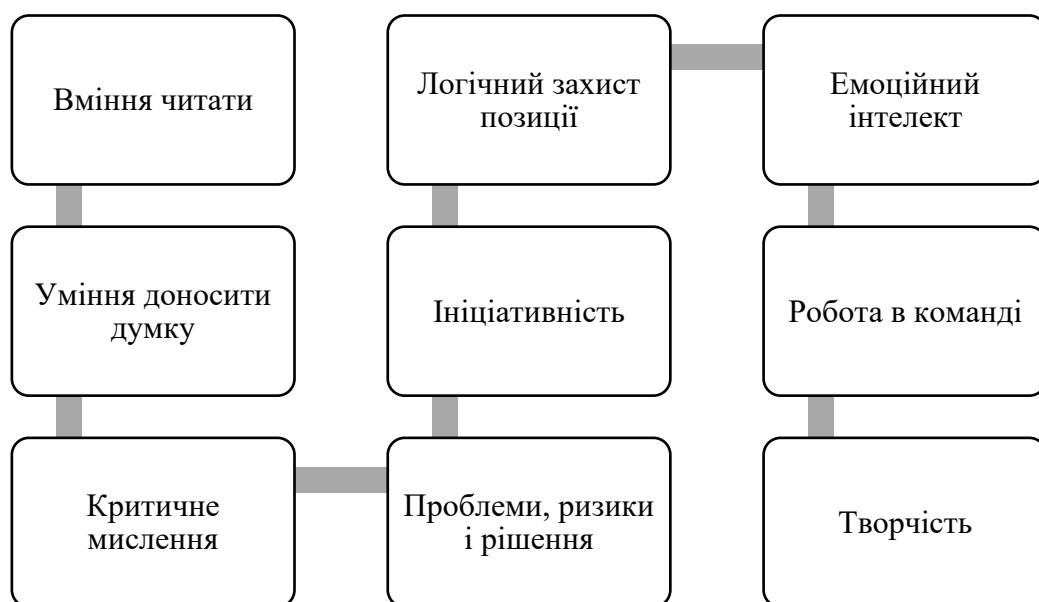 Вміння читати
Уміння доносити
думку
Критичне
мислення
Проблеми, ризики
і рішення
Ініціативність
Логічний захист
позиції
Емоційний
інтелект
Робота в команді
Творчість